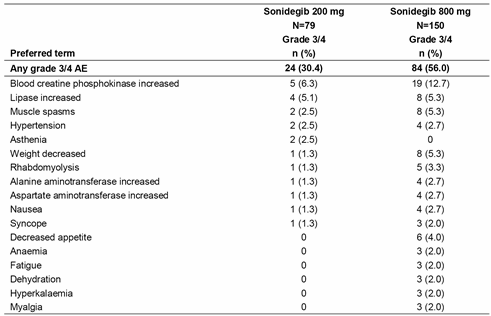 Sonidegib 200 mg Sonidegib 800 mg
N=79 N=150
Grade 3/4 Grade 3/4
Preferred term n (%) n (%)
Any grade 3/4 AE 24 (30.4) 84 (56.0)
Blood creatine phosphokinase increased 5 (6.3) 19 (12.7)
Lipase increased 4 (5.1) 8 (5.3)
Muscle spasms 2 (2.5) 8 (5.3)
Hypertension 2 (2.5) 4 (2.7)
Asthenia 2 (2.5) 0
Weight decreased 1 (1.3) 8 (5.3)
Rhabdomyolysis 1 (1.3) 5 (3.3)
Alanine aminotransferase increased 1 (1.3) 4 (2.7)
Aspartate aminotransferase increased 1 (1.3) 4 (2.7)
Nausea 1 (1.3) 4 (2.7)
Syncope 1 (1.3) 3 (2.0)
Decreased appetite 0 6 (4.0)
Anaemia 0 3 (2.0)
Fatigue 0 3 (2.0)
Dehydration 0 3 (2.0)
Hyperkalaemia 0 3 (2.0)
Myalgia 0 3 (2.0)